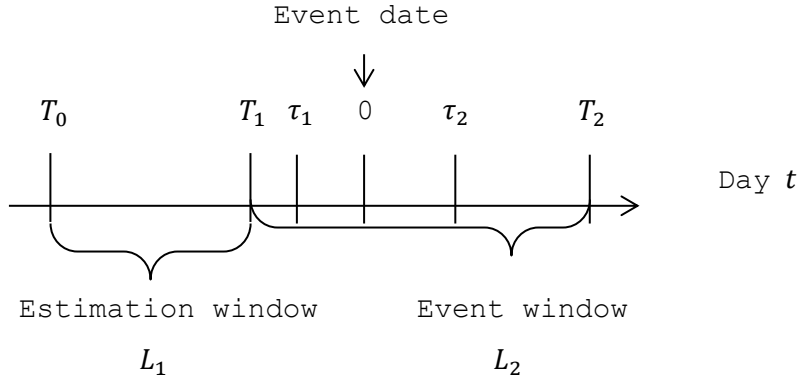 Event date
T₀ T₁ τ₁ 0 τ₂ T₂
Day t
Estimation window Event window
L₁ L₂